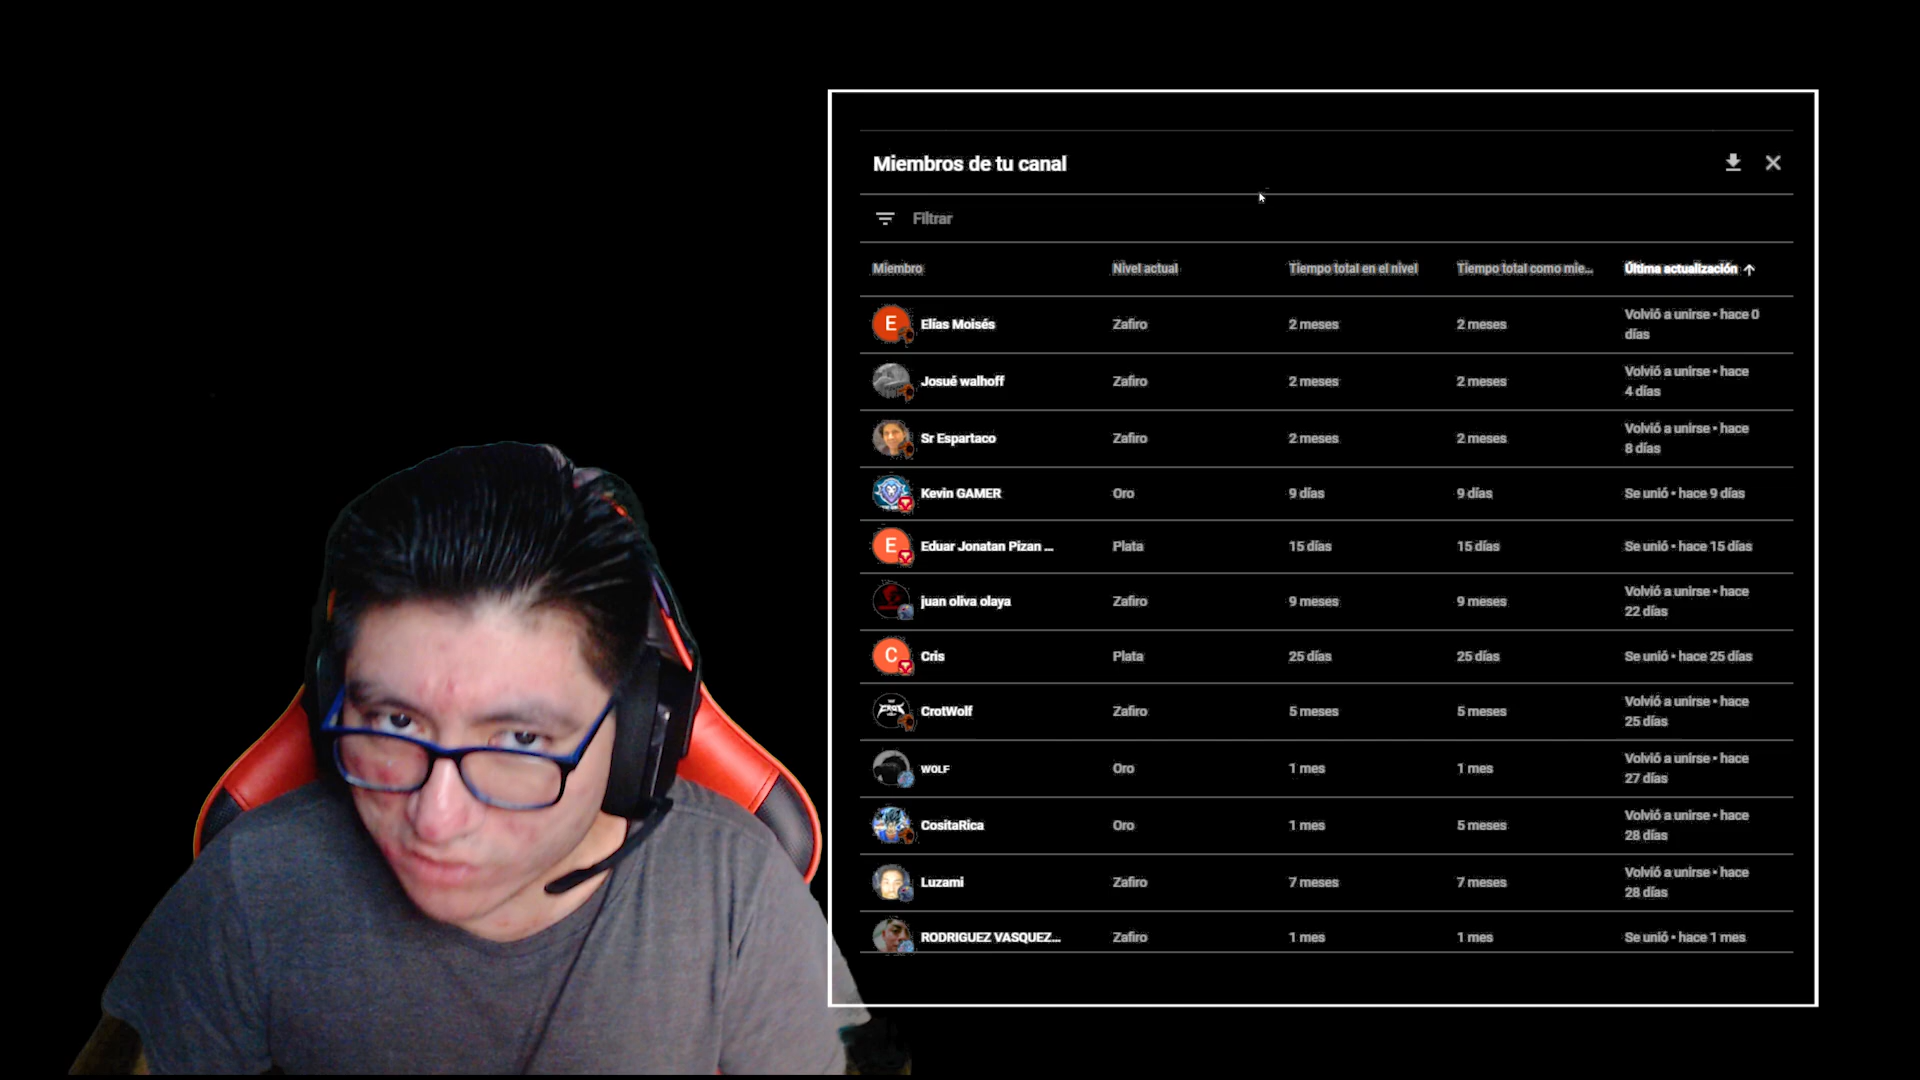 Miembros de tu canal
Filtrar
Miembro Nivel actual Tiempo total en el nivel Tiempo total como mie... Última actualización
E Elías Moisés Zafiro 2 meses 2 meses Volvió a unirse • hace 0
días
Josué walhoff Zafiro 2 meses 2 meses Volvió a unirse • hace
4 días
Sr Espartaco Zafiro 2 meses 2 meses Volvió a unirse • hace
8 días
Kevin GAMER Oro 9 días 9 días Se unió • hace 9 días
E Eduar Jonatan Pizan ... Plata 15 días 15 días Se unió • hace 15 días
juan oliva olaya Zafiro 9 meses 9 meses Volvió a unirse • hace
22 días
C Cris Plata 25 días 25 días Se unió • hace 25 días
CrotWolf Zafiro 5 meses 5 meses Volvió a unirse • hace
25 días
WOLF Oro 1 mes 1 mes Volvió a unirse • hace
27 días
CositaRica Oro 1 mes 5 meses Volvió a unirse • hace
28 días
Luzami Zafiro 7 meses 7 meses Volvió a unirse • hace
28 días
RODRIGUEZ VASQUEZ... Zafiro 1 mes 1 mes Se unió • hace 1 mes